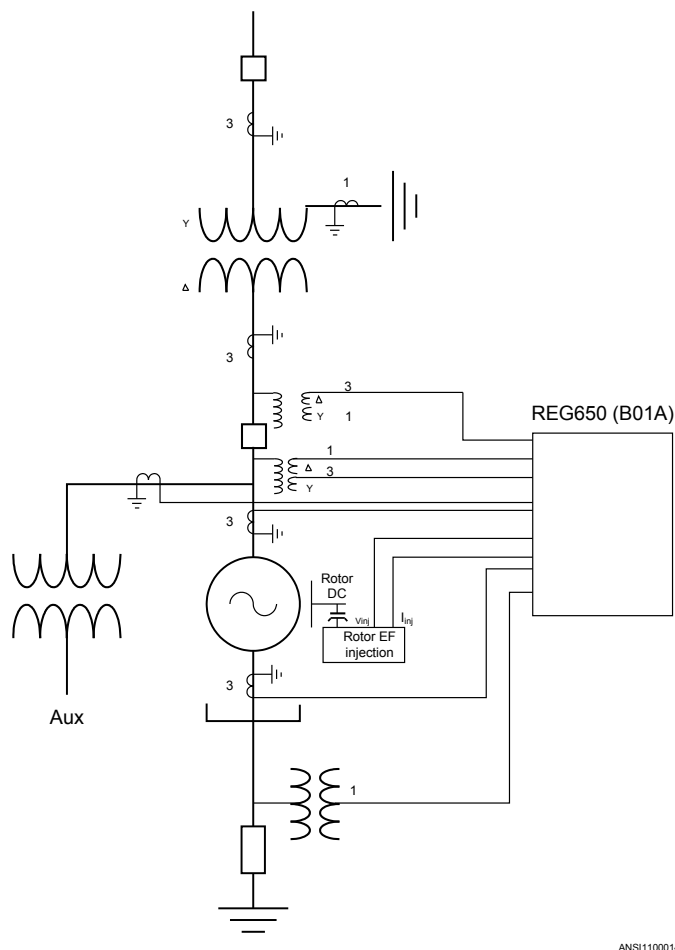 3
1
Y
Δ
3
3
Δ
Y 1
REG650 (B01A)
1
Δ
3
Y
3
Rotor
DC
Vinj
Iinj
Rotor EF
injection
3
Aux
1